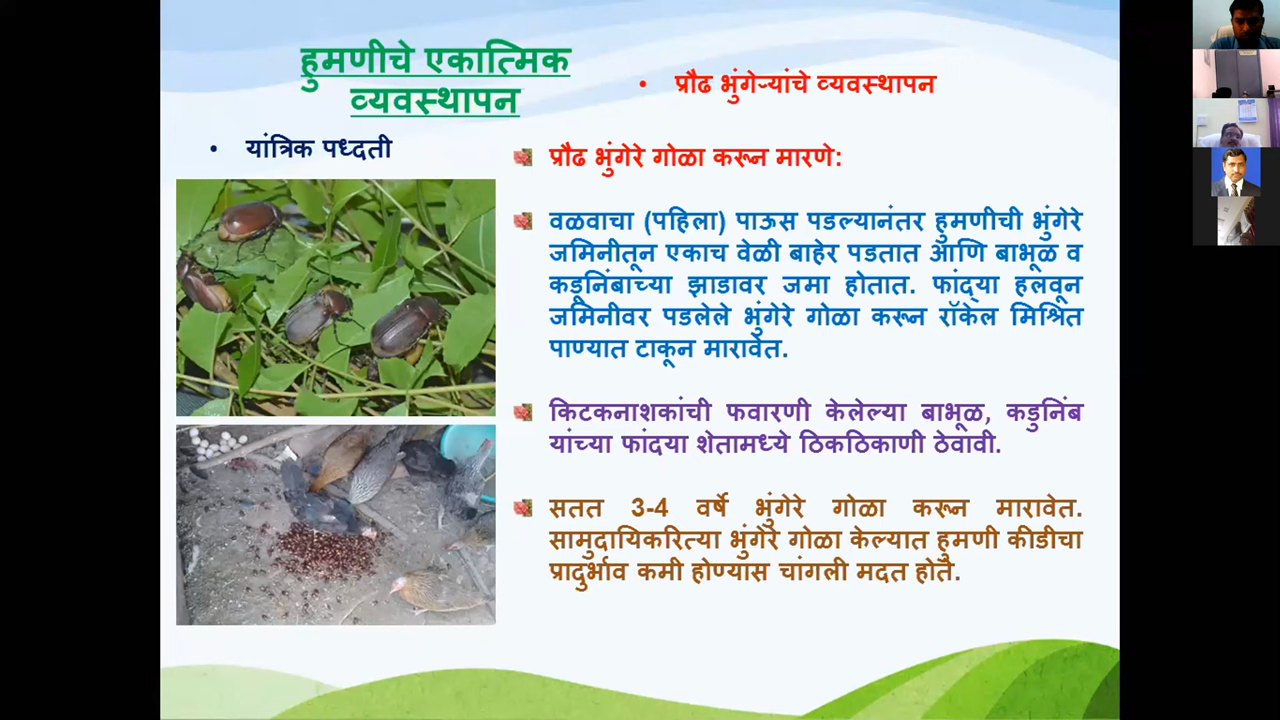 हुमणीचे एकात्मिक
व्यवस्थापन
• यांत्रिक पध्दती
• प्रौढ भुंगेऱ्यांचे व्यवस्थापन
प्रौढ भुंगेरे गोळा करून मारणे:
वळवाचा (पहिला) पाऊस पडल्यानंतर हुमणीची भुंगेरे
जमिनीतून एकाच वेळी बाहेर पडतात आणि बाभूळ व
कडूनिंबाच्या झाडावर जमा होतात. फांद्‌या हलवून
जमिनीवर पडलेले भुंगेरे गोळा करून रॉकेल मिश्रित
पाण्यात टाकून मारावेत.
किटकनाशकांची फवारणी केलेल्या बाभूळ, कडुनिंब
यांच्या फांदया शेतामध्ये ठिकठिकाणी ठेवावी.
सतत 3-4 वर्षे भुंगेरे गोळा करून मारावेत.
सामुदायिकरित्या भुंगेरे गोळा केल्यात हुमणी कीडीचा
प्रादुर्भाव कमी होण्यास चांगली मदत होते.